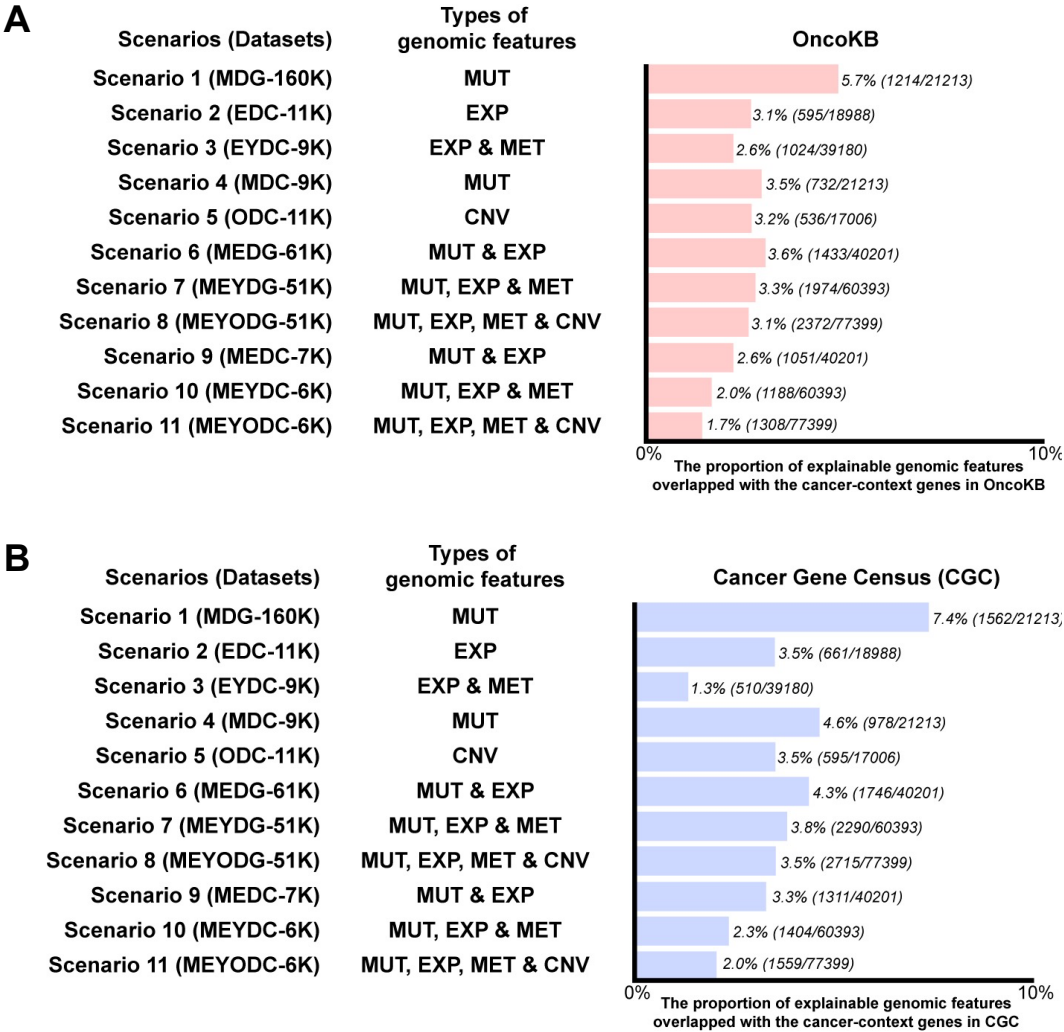 A
Scenarios (Datasets) Types of genomic features OncoKB
Scenario 1 (MDG-160K) MUT 5.7% (1214/21213)
Scenario 2 (EDC-11K) EXP 3.1% (595/18988)
Scenario 3 (EYDC-9K) EXP & MET 2.6% (1024/39180)
Scenario 4 (MDC-9K) MUT 3.5% (732/21213)
Scenario 5 (ODC-11K) CNV 3.2% (536/17006)
Scenario 6 (MEDG-61K) MUT & EXP 3.6% (1433/40201)
Scenario 7 (MEYDG-51K) MUT, EXP & MET 3.3% (1974/60393)
Scenario 8 (MEYODG-51K) MUT, EXP, MET & CNV 3.1% (2372/77399)
Scenario 9 (MEDC-7K) MUT & EXP 2.6% (1051/40201)
Scenario 10 (MEYDC-6K) MUT, EXP & MET 2.0% (1188/60393)
Scenario 11 (MEYODC-6K) MUT, EXP, MET & CNV 1.7% (1308/77399)
0% 10%
The proportion of explainable genomic features
overlapped with the cancer-context genes in OncoKB
B
Scenarios (Datasets) Types of genomic features Cancer Gene Census (CGC)
Scenario 1 (MDG-160K) MUT 7.4% (1562/21213)
Scenario 2 (EDC-11K) EXP 3.5% (661/18988)
Scenario 3 (EYDC-9K) EXP & MET 1.3% (510/39180)
Scenario 4 (MDC-9K) MUT 4.6% (978/21213)
Scenario 5 (ODC-11K) CNV 3.5% (595/17006)
Scenario 6 (MEDG-61K) MUT & EXP 4.3% (1746/40201)
Scenario 7 (MEYDG-51K) MUT, EXP & MET 3.8% (2290/60393)
Scenario 8 (MEYODG-51K) MUT, EXP, MET & CNV 3.5% (2715/77399)
Scenario 9 (MEDC-7K) MUT & EXP 3.3% (1311/40201)
Scenario 10 (MEYDC-6K) MUT, EXP & MET 2.3% (1404/60393)
Scenario 11 (MEYODC-6K) MUT, EXP, MET & CNV 2.0% (1559/77399)
0% 10%
The proportion of explainable genomic features
overlapped with the cancer-context genes in CGC